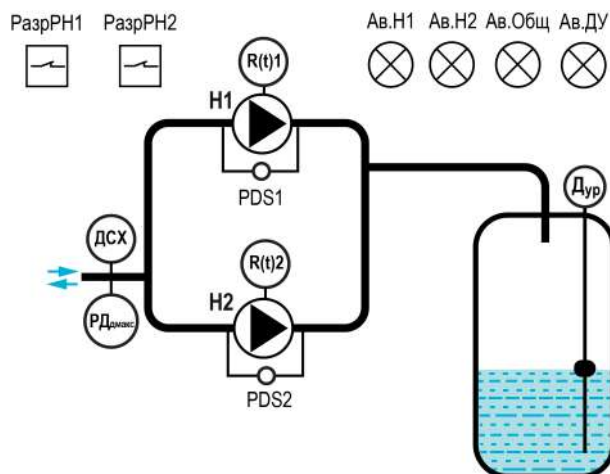 РазрРН1 РазрРН2 Ав.Н1 Ав.Н2 Ав.Общ Ав.ДУ
R(t)1
Н1
PDS1
Дур
ДСХ
R(t)2
Н2
РДдмакс
PDS2